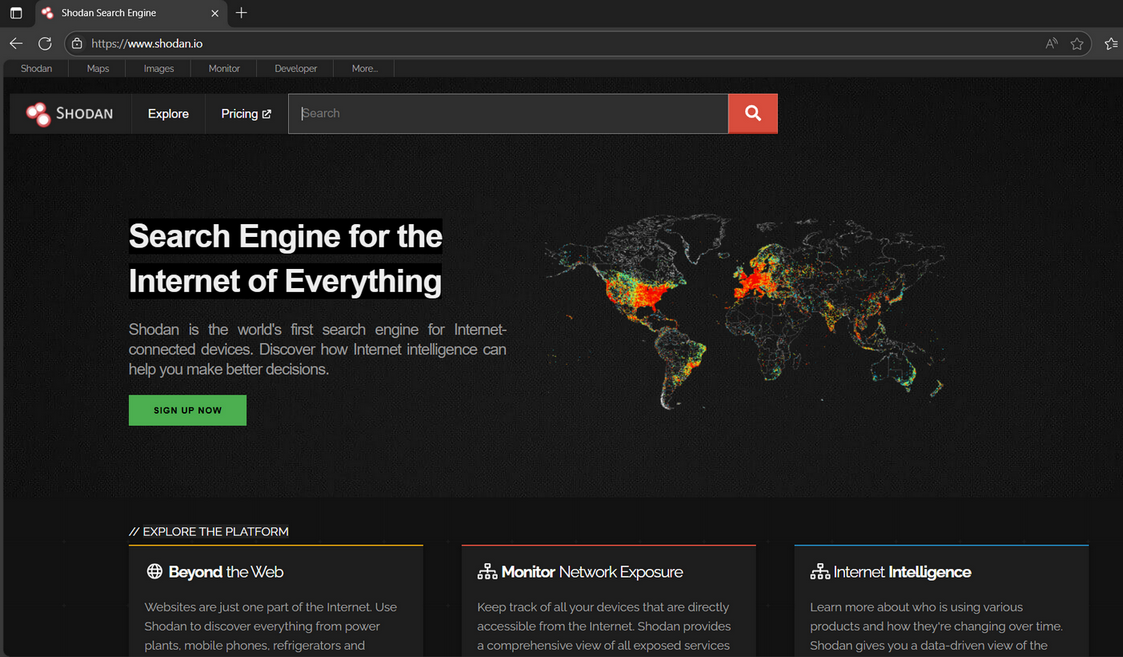 Shodan Search Engine
https://www.shodan.io
Shodan Maps Images Monitor Developer More...
SHODAN Explore Pricing Search
Search Engine for the
Internet of Everything
Shodan is the world's first search engine for Internet-
connected devices. Discover how Internet intelligence can
help you make better decisions.
SIGN UP NOW
// EXPLORE THE PLATFORM
Beyond the Web
Websites are just one part of the Internet. Use
Shodan to discover everything from power
plants, mobile phones, refrigerators and
Monitor Network Exposure
Keep track of all your devices that are directly
accessible from the Internet. Shodan provides
a comprehensive view of all exposed services
Internet Intelligence
Learn more about who is using various
products and how they're changing over time.
Shodan gives you a data-driven view of the